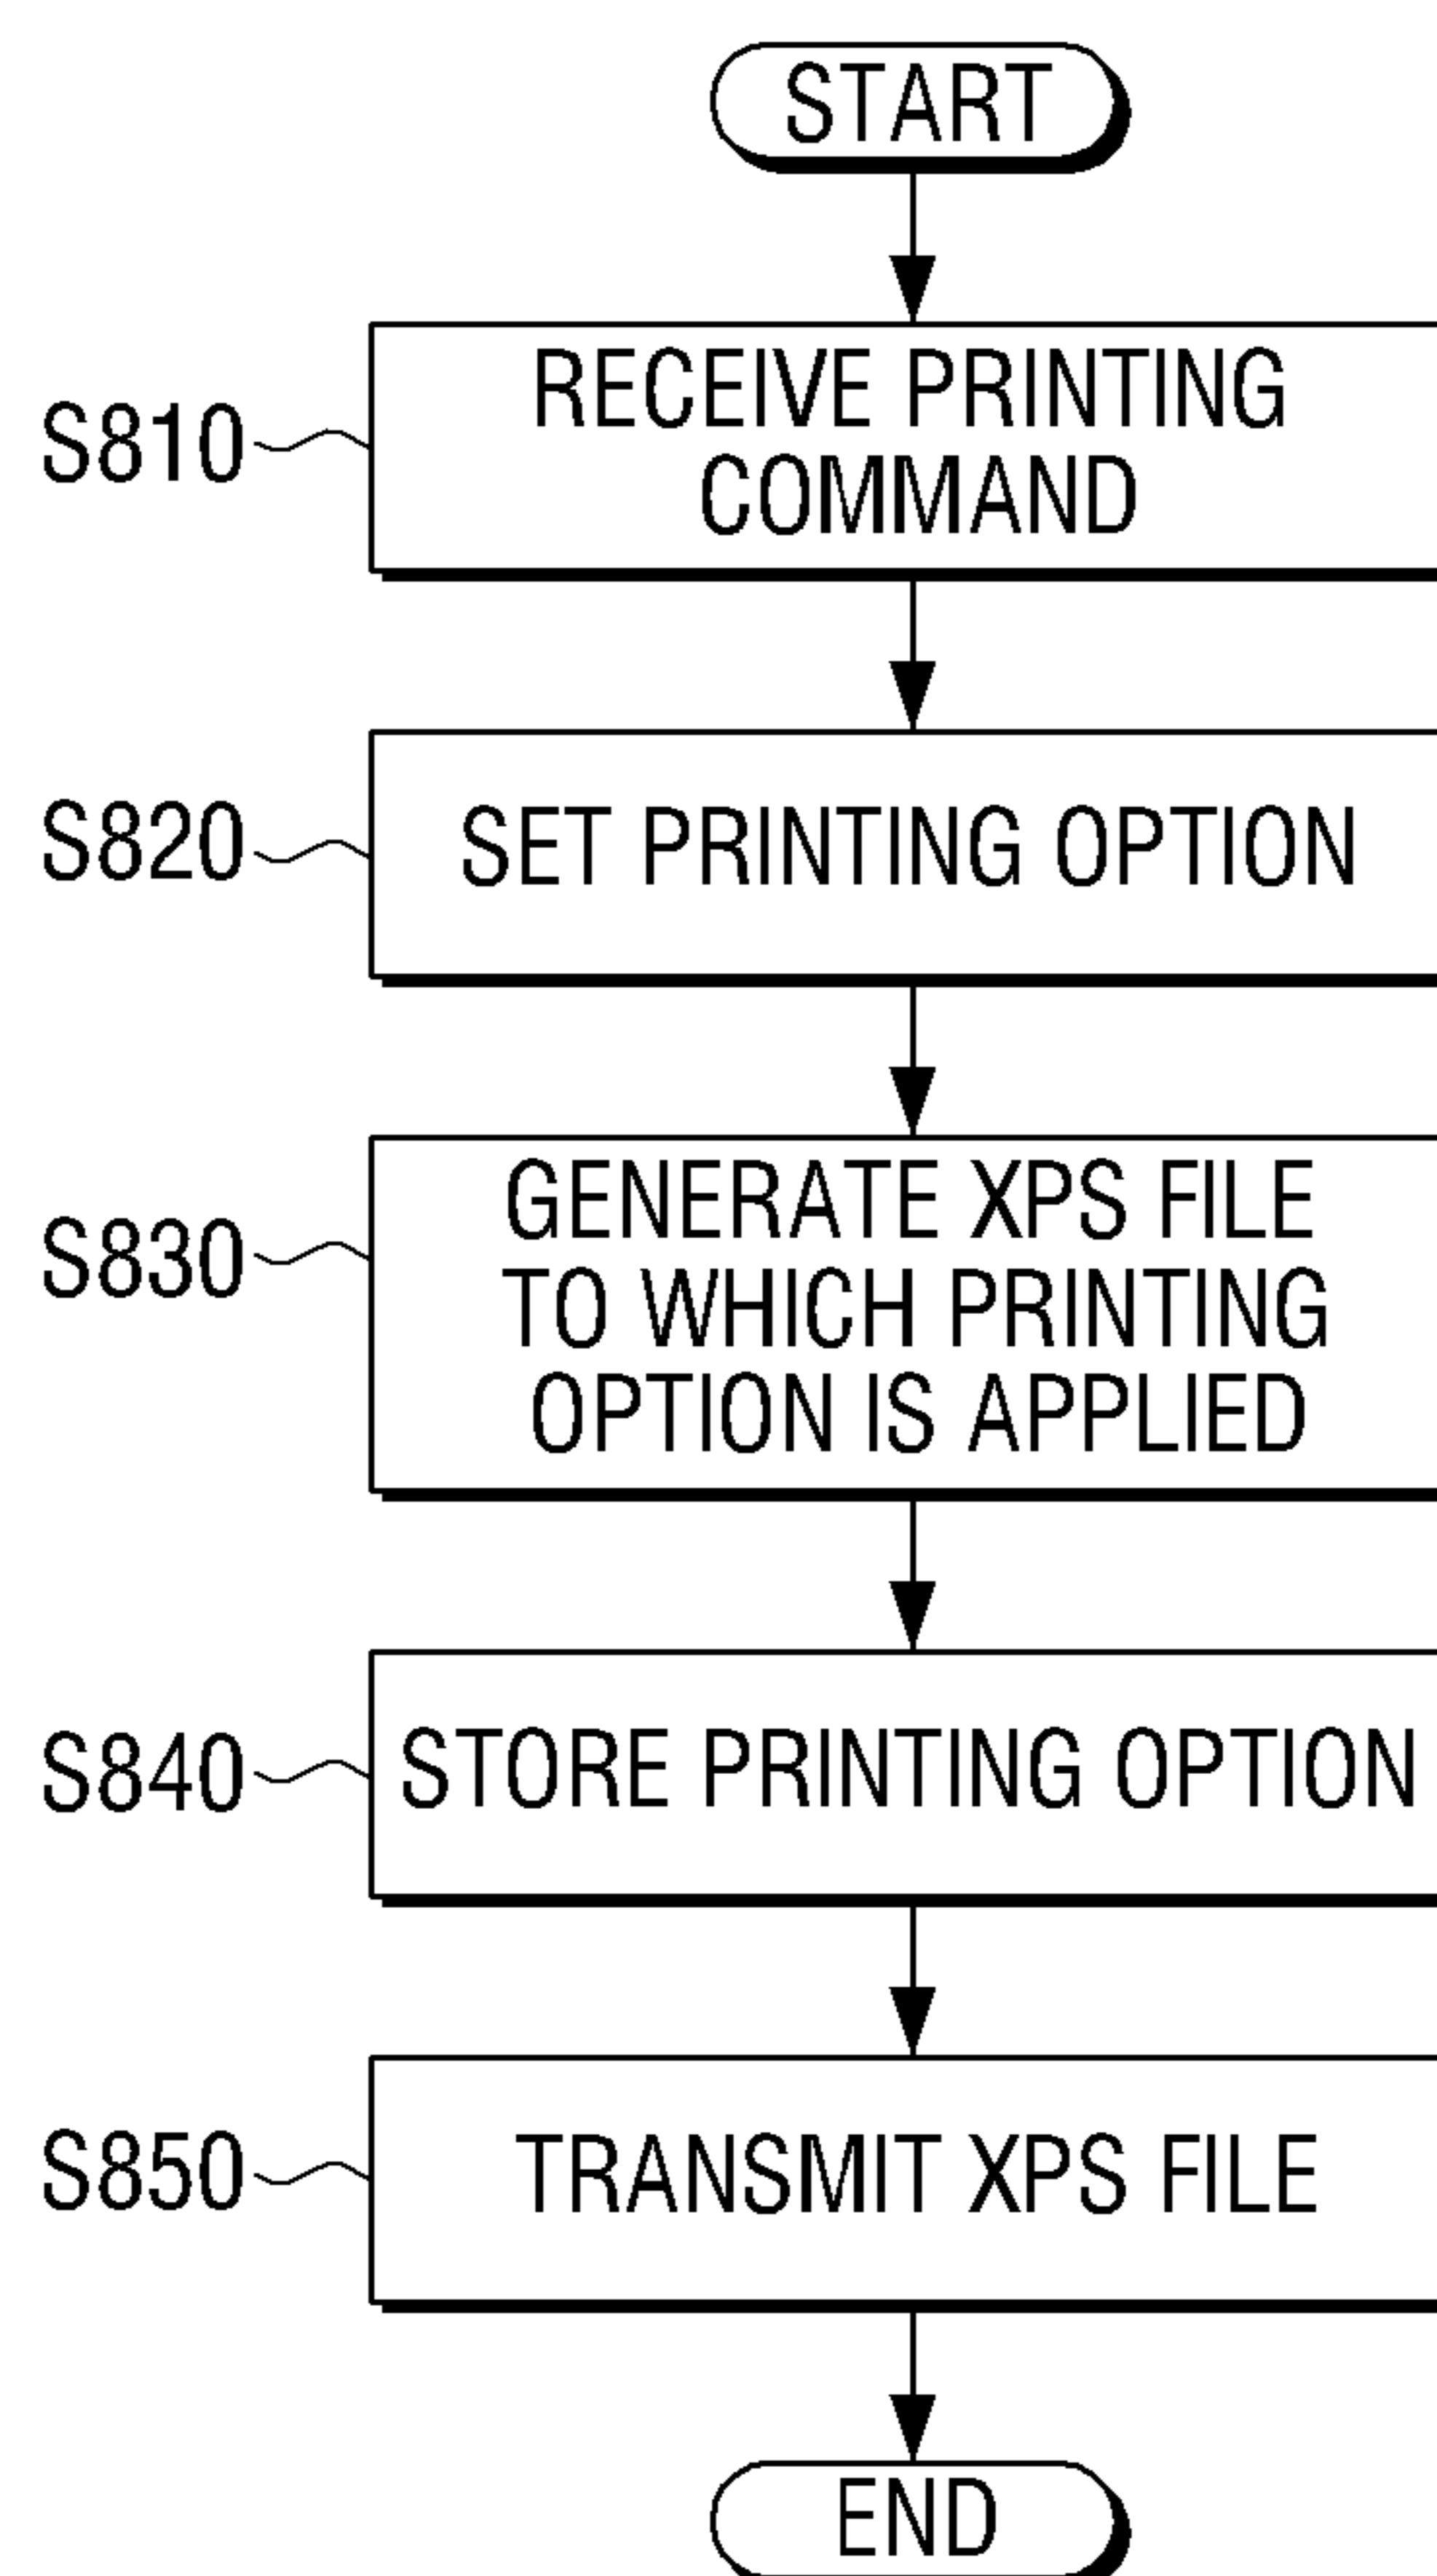 START
S810
RECEIVE PRINTING
COMMAND
S820
SET PRINTING OPTION
S830
GENERATE XPS FILE
TO WHICH PRINTING
OPTION IS APPLIED
S840
STORE PRINTING OPTION
S850
TRANSMIT XPS FILE
END